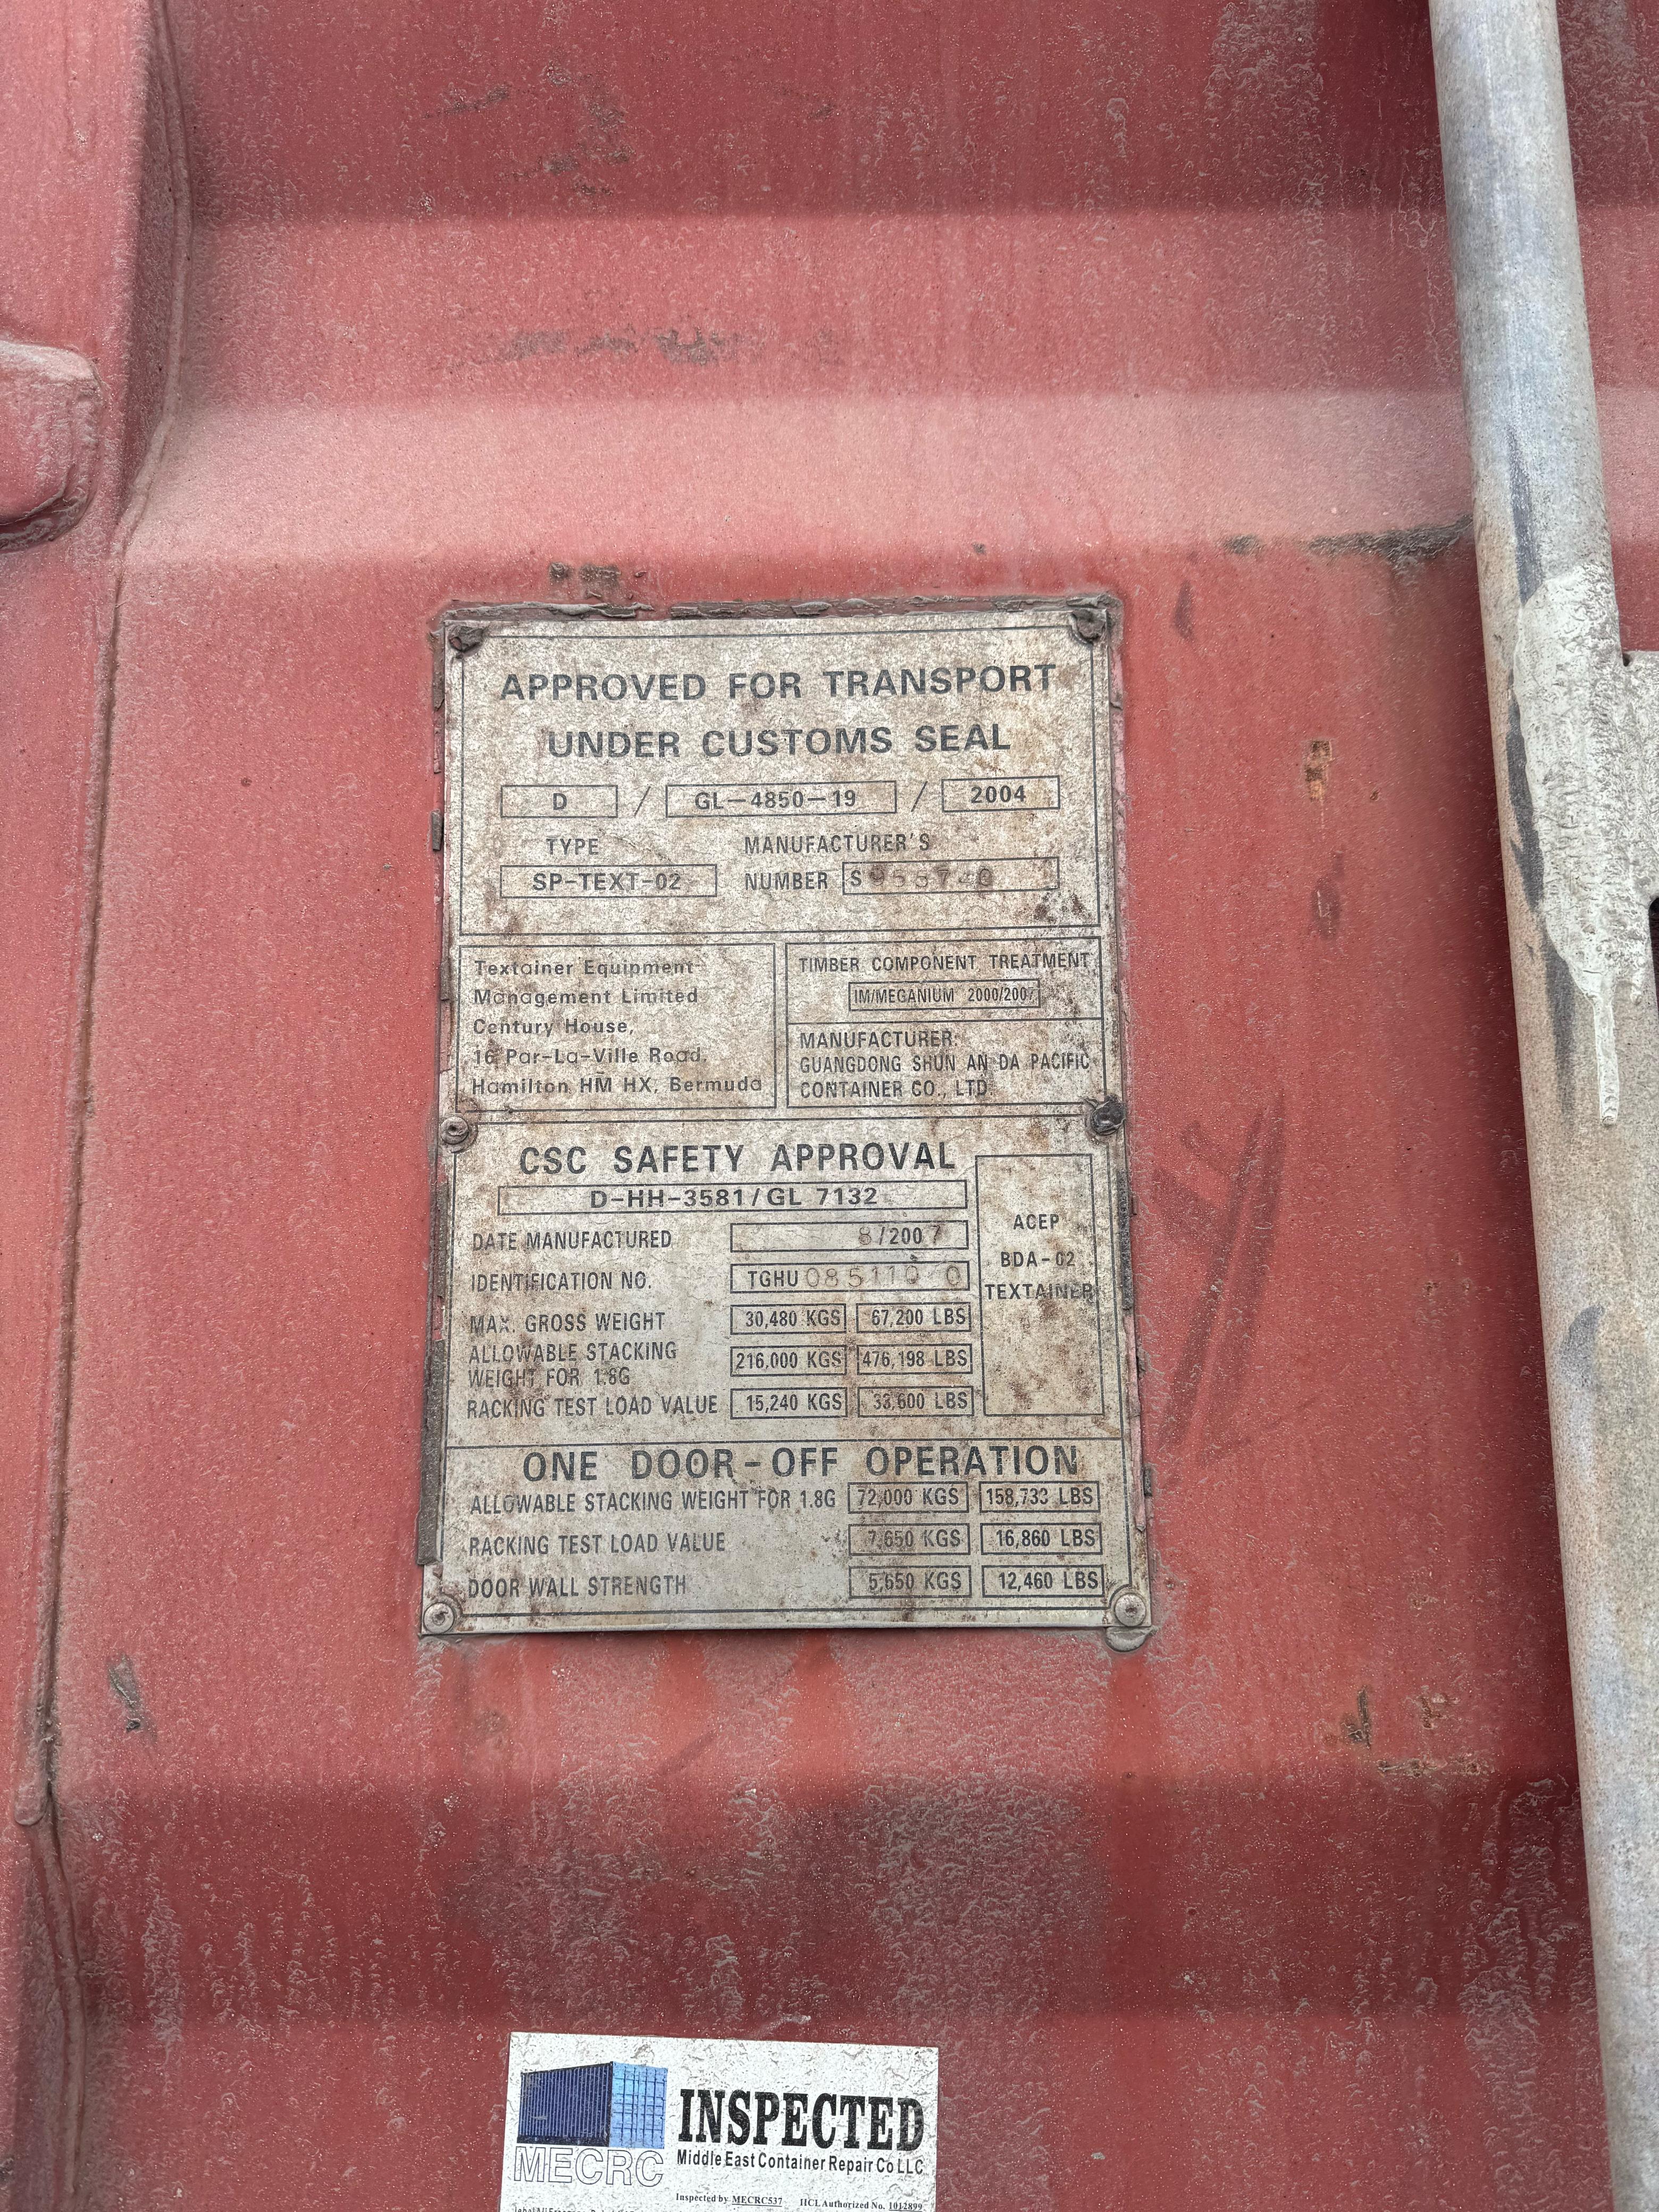 APPROVED FOR TRANSPORT
UNDER CUSTOMS SEAL
D / GL-4850-19 / 2004
TYPE MANUFACTURER'S
SP-TEXT-02 NUMBER S
Textainer Equipment
Management Limited
Century House,
16 Par-La-Ville Road,
Hamilton HM HX, Bermuda
TIMBER COMPONENT TREATMENT
IM/MEGANIUM 2000/2007
MANUFACTURER:
GUANGDONG SHUN AN DA PACIFIC
CONTAINER CO., LTD.
CSC SAFETY APPROVAL
D-HH-3581/GL 7132
DATE MANUFACTURED 8/2007
IDENTIFICATION NO. TGHU 085110 0
MAX. GROSS WEIGHT 30,480 KGS 67,200 LBS
ALLOWABLE STACKING
WEIGHT FOR 1.8G 216,000 KGS 476,198 LBS
RACKING TEST LOAD VALUE 15,240 KGS 33,600 LBS
ACEP
BDA-02
TEXTAINER
ONE DOOR-OFF OPERATION
ALLOWABLE STACKING WEIGHT FOR 1.8G 72,000 KGS 158,733 LBS
RACKING TEST LOAD VALUE 7,650 KGS 16,860 LBS
DOOR WALL STRENGTH 5,650 KGS 12,460 LBS
MECRC
INSPECTED
Middle East Container Repair Co LLC
Inspected by MECRC537 IICL Authorized No. 1012899